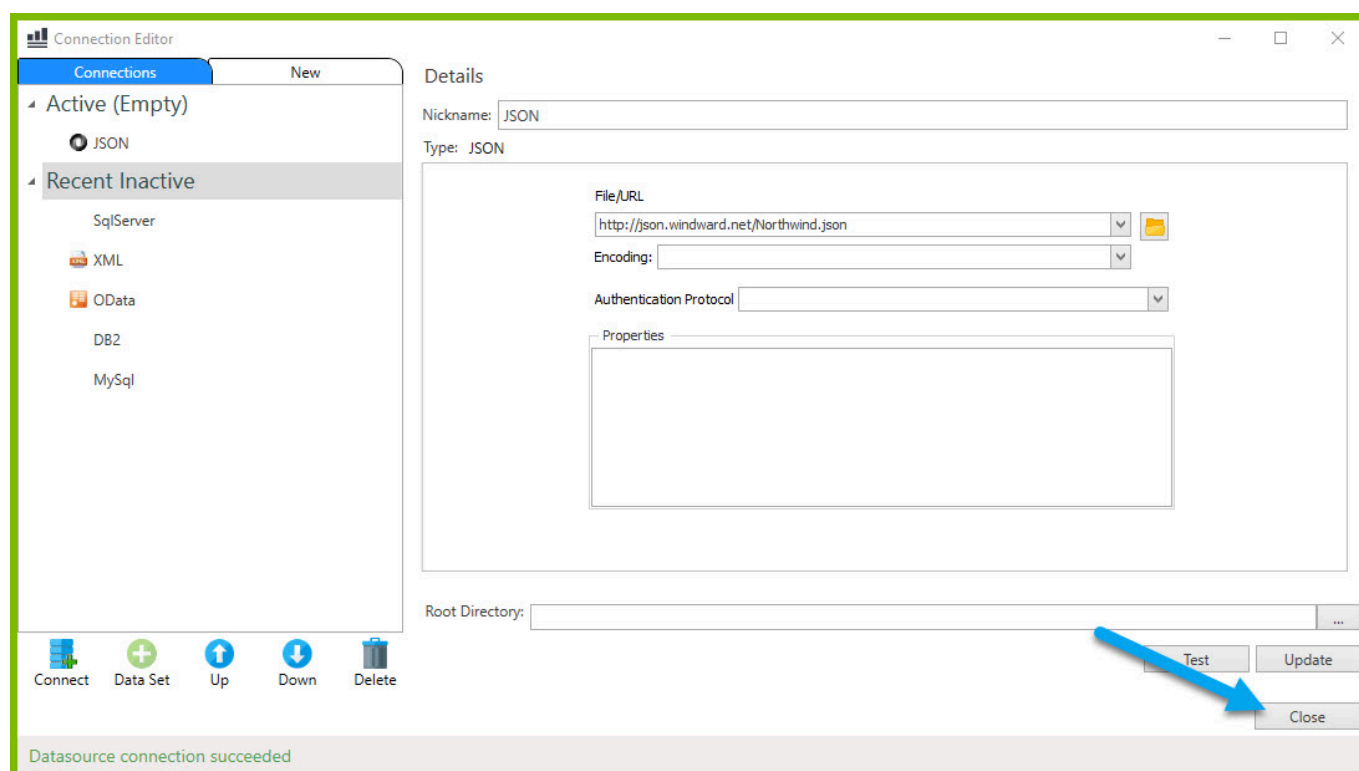 Connection Editor
Connections
New
Active (Empty)
JSON
Recent Inactive
SqlServer
XML
OData
DB2
MySql
Connect
Data Set
Up
Down
Delete
Details
Nickname: JSON
Type: JSON
File/URL
http://json.windward.net/Northwind.json
Encoding:
Authentication Protocol
Properties
Root Directory:
...
Test
Update
Close
Datasource connection succeeded